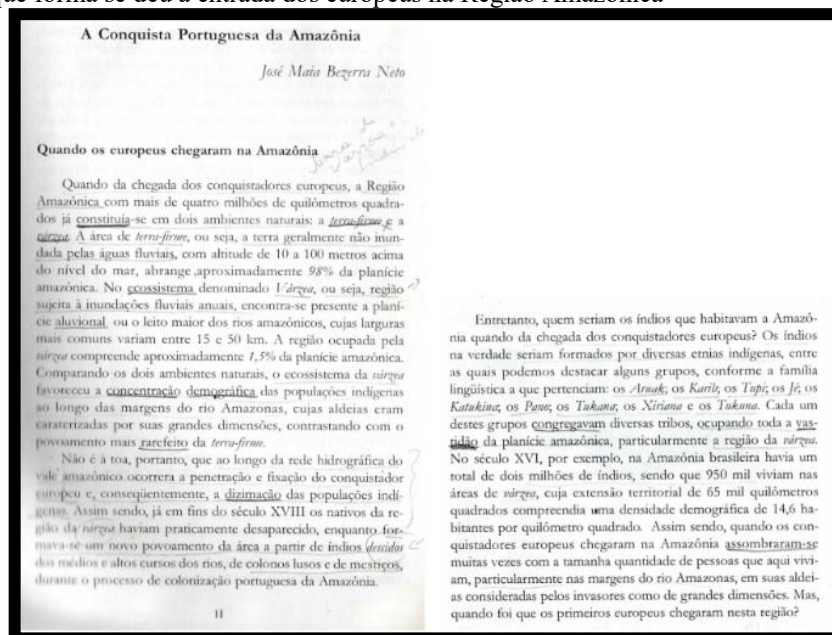 que forma se deu a entrada dos europeus na Região Amazônica
A Conquista Portuguesa da Amazônia
José Maia Bezerra Neto
terra de
Quando os europeus chegaram na Amazônia
Quando da chegada dos conquistadores europeus, a Região
Amazônica com mais de quatro milhões de quilômetros quadra-
dos já constituía-se em dois ambientes naturais: a terra-firme e a
várzea. A área de terra-firme, ou seja, a terra geralmente não inun-
dada pelas águas fluviais, com altitude de 10 a 100 metros acima
do nível do mar, abrange aproximadamente 98% da planície
amazônica. No ecossistema denominado Várzea, ou seja, região
sujeita à inundações fluviais anuais, encontra-se presente a planí-
cie aluvional ou o leito maior dos rios amazônicos, cujas larguras
mais comuns variam entre 15 e 50 km. A região ocupada pela
várzea compreende aproximadamente 1,5% da planície amazônica.
Comparando os dois ambientes naturais, o ecossistema da várzea
favoreceu a concentração demográfica das populações indígenas
ao longo das margens do rio Amazonas, cujas aldeias eram
caraterizadas por suas grandes dimensões, contrastando com o
povoamento mais rarefeito da terra-firme.
Não é à toa, portanto, que ao longo da rede hidrográfica do
vale amazônico ocorrera a penetração e fixação do conquistador
europeu e, conseqüentemente, a dizimação das populações indí-
genas. Assim sendo, já em fins do século XVIII os nativos da re-
gião da várzea haviam praticamente desaparecido, enquanto for-
mava-se um novo povoamento da área a partir de índios descidos
dos médios e altos cursos dos rios, de colonos lusos e de mestiços,
durante o processo de colonização portuguesa da Amazônia.
11
Entretanto, quem seriam os índios que habitavam a Amazô-
nia quando da chegada dos conquistadores europeus? Os índios
na verdade seriam formados por diversas etnias indígenas, entre
as quais podemos destacar alguns grupos, conforme a família
lingüística a que pertenciam: os Aruak; os Karib; os Tupi; os Jê; os
Katukina; os Pano; os Tukana; os Xiriana e os Tukuna. Cada um
destes grupos congregavam diversas tribos, ocupando toda a vas-
tidão da planície amazônica, particularmente a região da várzea.
No século XVI, por exemplo, na Amazônia brasileira havia um
total de dois milhões de índios, sendo que 950 mil viviam nas
áreas de várzea, cuja extensão territorial de 65 mil quilômetros
quadrados compreendia uma densidade demográfica de 14,6 ha-
bitantes por quilômetro quadrado. Assim sendo, quando os con-
quistadores europeus chegaram na Amazônia assombraram-se
muitas vezes com a tamanha quantidade de pessoas que aqui vivi-
am, particularmente nas margens do rio Amazonas, em suas aldei-
as consideradas pelos invasores como de grandes dimensões. Mas,
quando foi que os primeiros europeus chegaram nesta região?